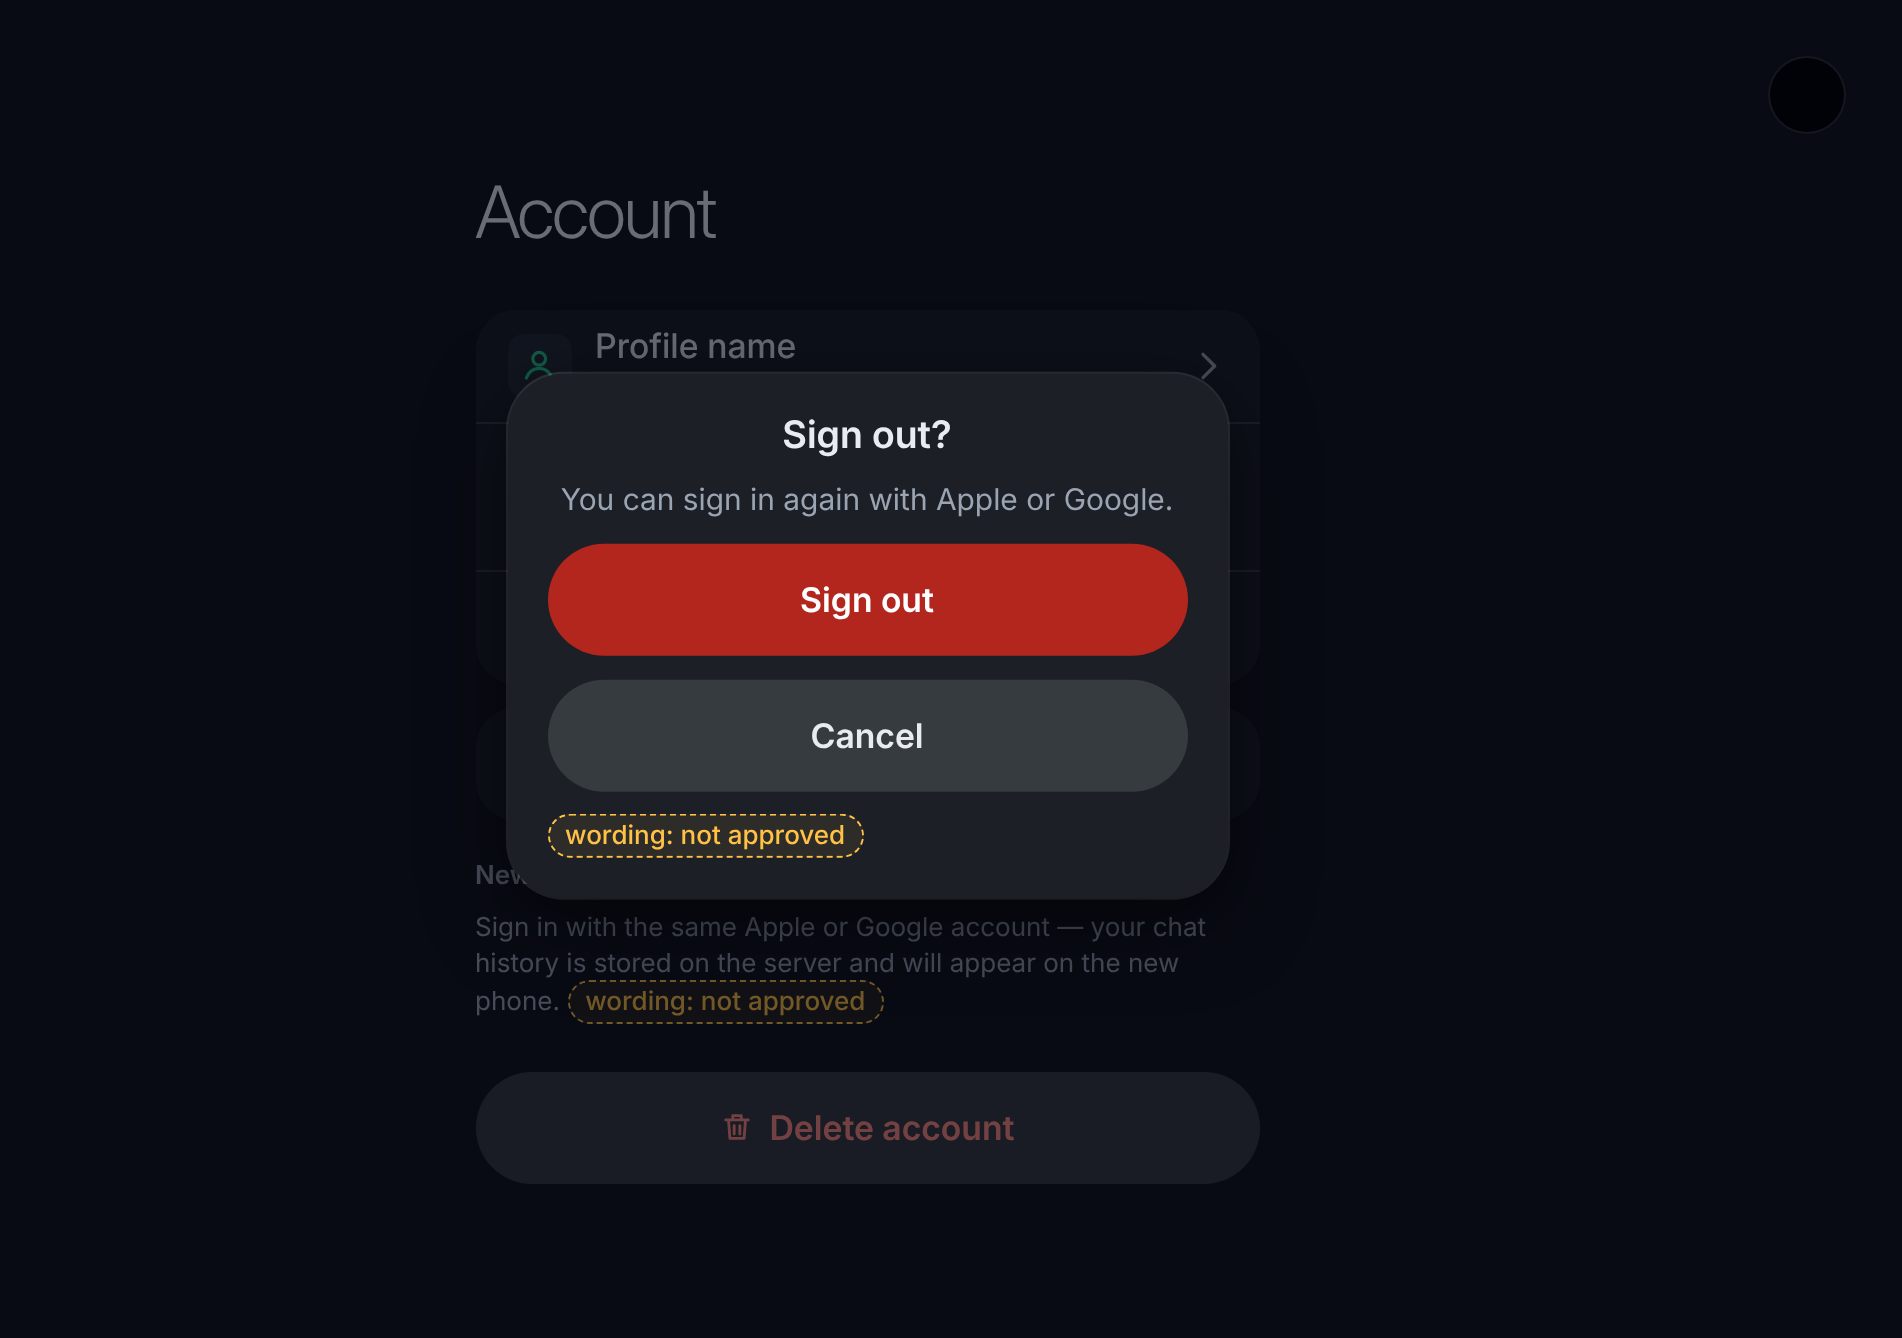 Account
Profile name
Sign out?
You can sign in again with Apple or Google.
Sign out
Cancel
wording: not approved
Sign in with the same Apple or Google account — your chat
history is stored on the server and will appear on the new
phone. wording: not approved
Delete account